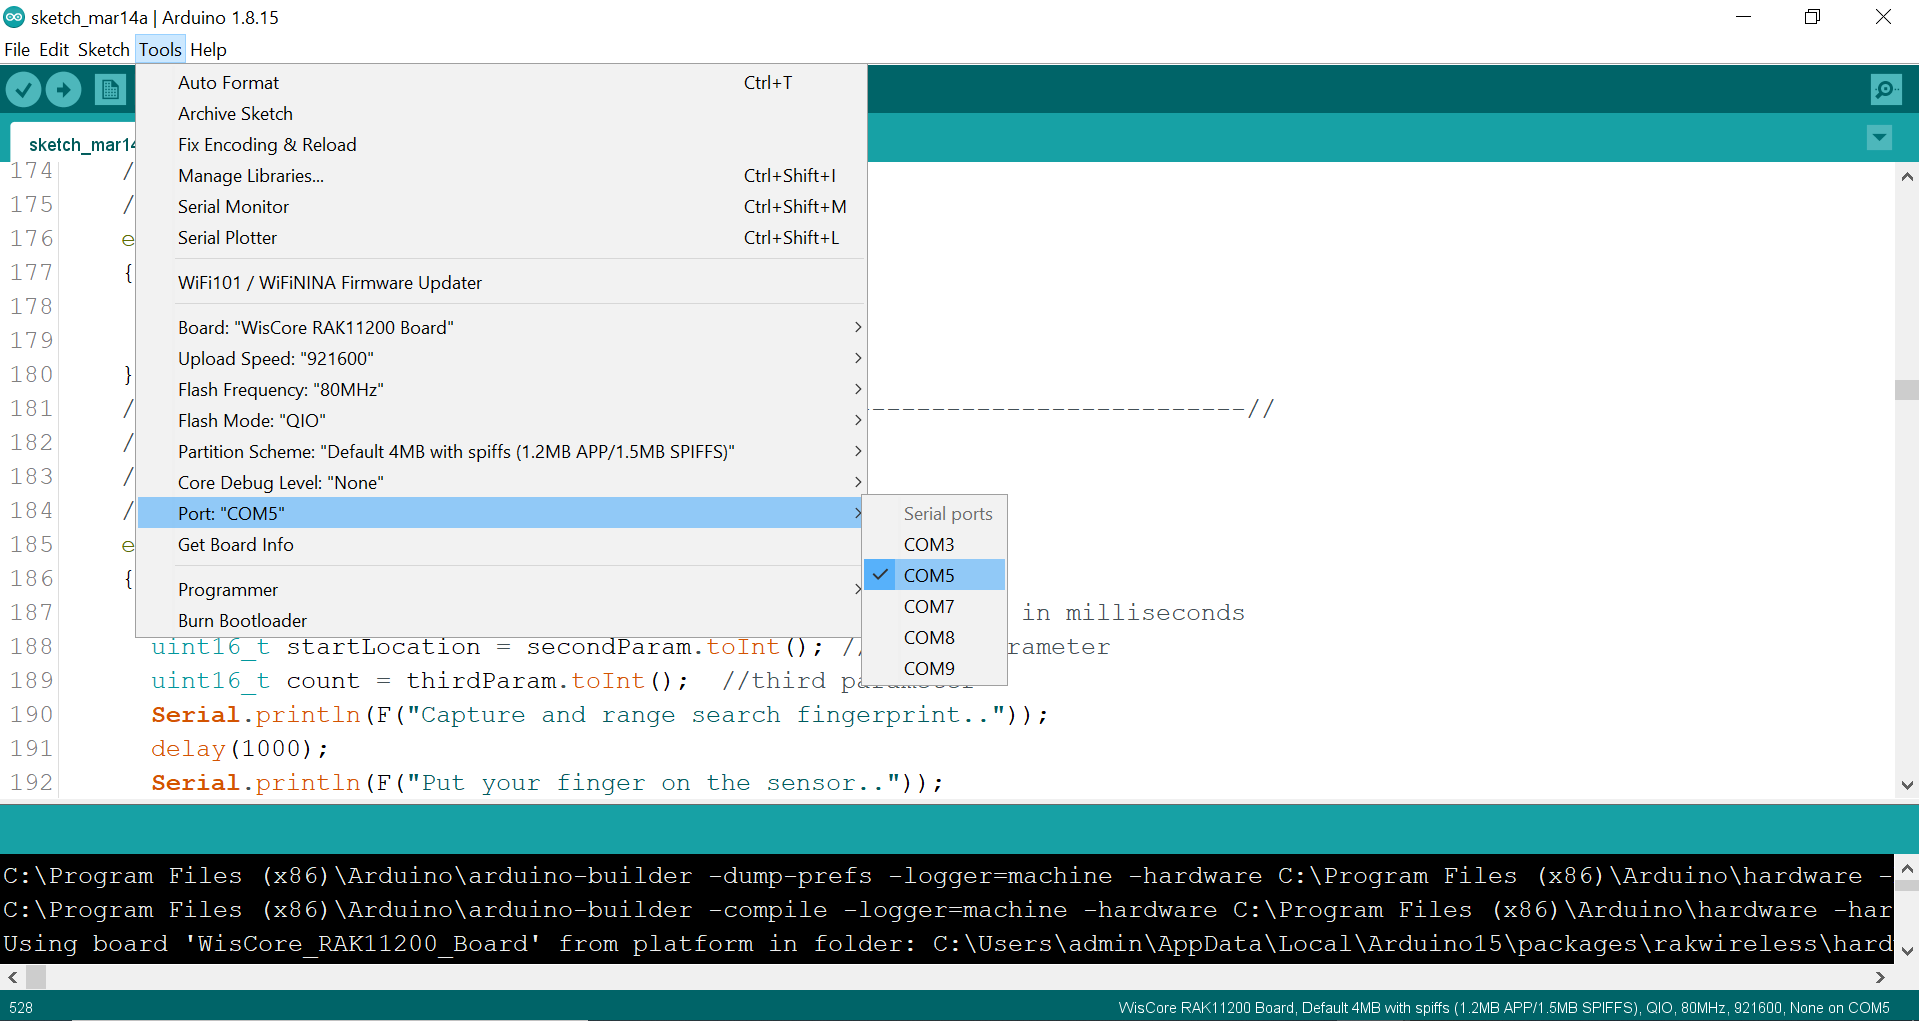 sketch_mar14a | Arduino 1.8.15
File Edit Sketch Tools Help
Auto Format Ctrl+T
Archive Sketch
Fix Encoding & Reload
Manage Libraries... Ctrl+Shift+I
Serial Monitor Ctrl+Shift+M
Serial Plotter Ctrl+Shift+L
WiFi101 / WiFiNINA Firmware Updater
Board: "WisCore RAK11200 Board"
Upload Speed: "921600"
Flash Frequency: "80MHz"
Flash Mode: "QIO"
Partition Scheme: "Default 4MB with spiffs (1.2MB APP/1.5MB SPIFFS)"
Core Debug Level: "None"
Port: "COM5"
Get Board Info
Programmer
Burn Bootloader
Serial ports
COM3
COM5
COM7
COM8
COM9
sketch_mar14
174 /
175 /
176 e
177 {
178
179
180 }
181 / -------------------------//
182 /
183 /
184 /
185 e
186 {
187 in milliseconds
188 uint16_t startLocation = secondParam.toInt(); // rameter
189 uint16_t count = thirdParam.toInt(); //third parameter
190 Serial.println(F("Capture and range search fingerprint.."));
191 delay(1000);
192 Serial.println(F("Put your finger on the sensor.."));
C:\Program Files (x86)\Arduino\arduino-builder -dump-prefs -logger=machine -hardware C:\Program Files (x86)\Arduino\hardware -
C:\Program Files (x86)\Arduino\arduino-builder -compile -logger=machine -hardware C:\Program Files (x86)\Arduino\hardware -har
Using board 'WisCore_RAK11200_Board' from platform in folder: C:\Users\admin\AppData\Local\Arduino15\packages\rakwireless\hard
528
WisCore RAK11200 Board, Default 4MB with spiffs (1.2MB APP/1.5MB SPIFFS), QIO, 80MHz, 921600, None on COM5